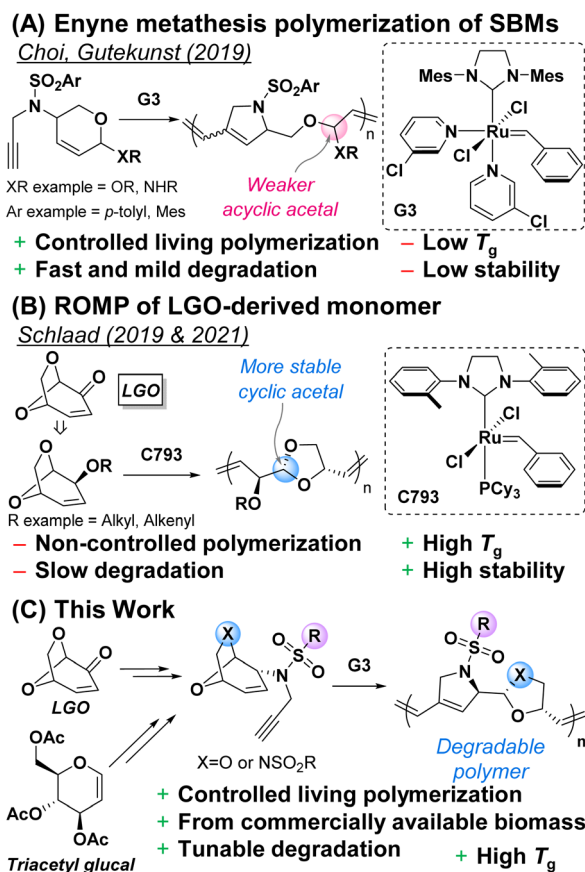 (A) Enyne metathesis polymerization of SBMs
Choi, Gutekunst (2019)
SO2Ar
N
O
XR
G3
SO2Ar
N
O
n
XR
Weaker
acyclic acetal
XR example = OR, NHR
Ar example = p-tolyl, Mes
Mes
N
N
Mes
Cl
N
Ru
Cl
Cl
N
Cl
G3
+ Controlled living polymerization
+ Fast and mild degradation
– Low Tg
– Low stability
(B) ROMP of LGO-derived monomer
Schlaad (2019 & 2021)
O
O
O
LGO
⇓
O
OR
O
C793
More stable
cyclic acetal
O
O
RO
n
R example = Alkyl, Alkenyl
N
N
Cl
Ru
Cl
PCy3
C793
– Non-controlled polymerization
– Slow degradation
+ High Tg
+ High stability
(C) This Work
O
O
O
LGO
OAc
O
AcO
OAc
Triacetyl glucal
X
R
O
S
O
O
N
X=O or NSO2R
G3
R
O
S
O
N
X
O
n
Degradable
polymer
+ Controlled living polymerization
+ From commercially available biomass
+ Tunable degradation
+ High Tg